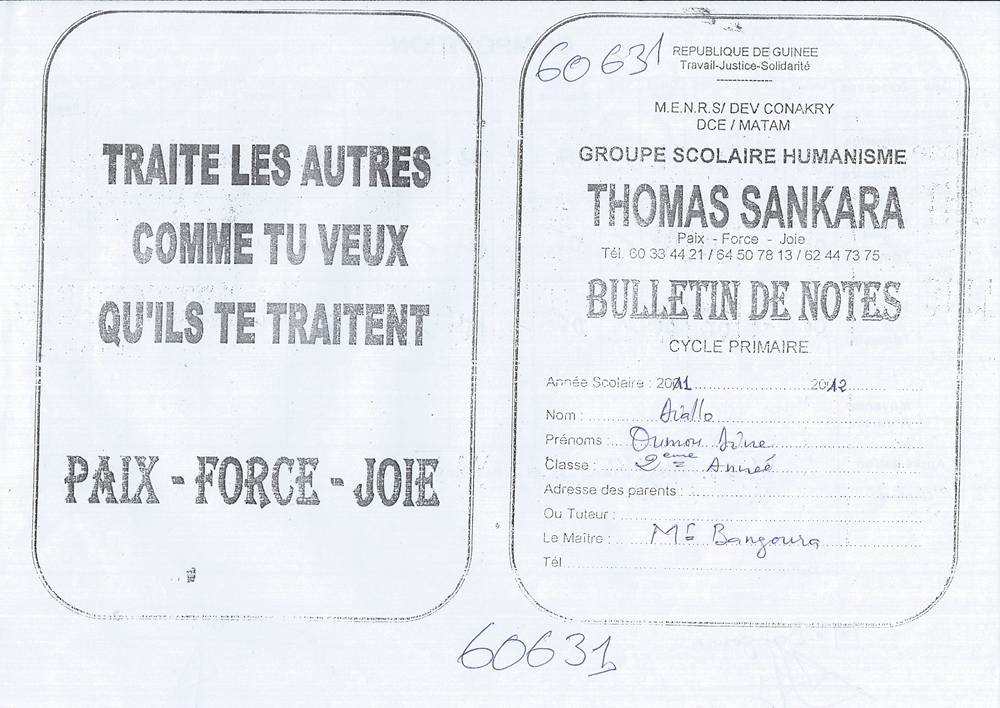 TRAITE LES AUTRES
COMME TU VEUX
QU'ILS TE TRAITENT
PAIX - FORCE - JOIE
60631
REPUBLIQUE DE GUINEE
Travail-Justice-Solidarité
M.E.N.R.S/ DEV CONAKRY
DCE / MATAM
GROUPE SCOLAIRE HUMANISME
THOMAS SANKARA
Paix - Force - Joie
Tél. 60 33 44 21 / 64 50 78 13 / 62 44 73 75
BULLETIN DE NOTES
CYCLE PRIMAIRE
Année Scolaire : 2011 2012
Nom : Diallo
Prénoms : Oumou
Classe : 2ème Année
Adresse des parents :
Ou Tuteur :
Le Maître : Mr Bangoura
Tél
60631